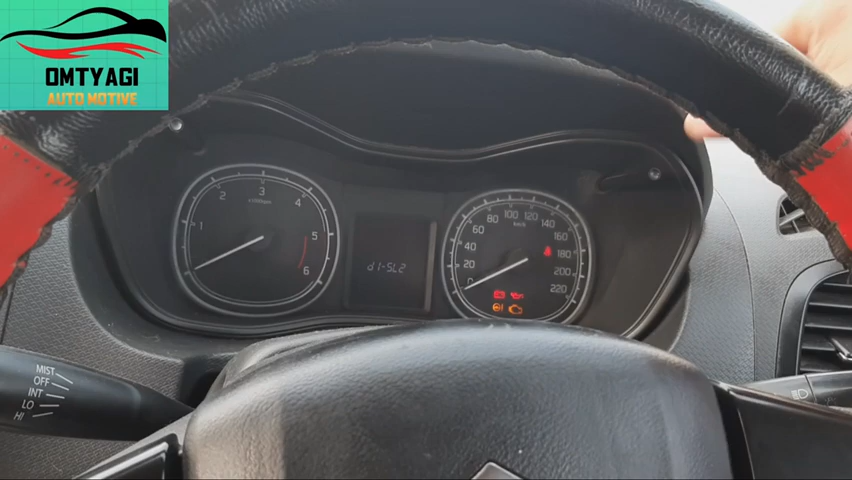 OMTYAGI
AUTO MOTIVE
1
2
3
4
5
6
x1000r/min
d1-SL2
0
20
40
60
80
100
120
140
160
180
200
220
km/h
MIST
OFF
INT
LO
HI